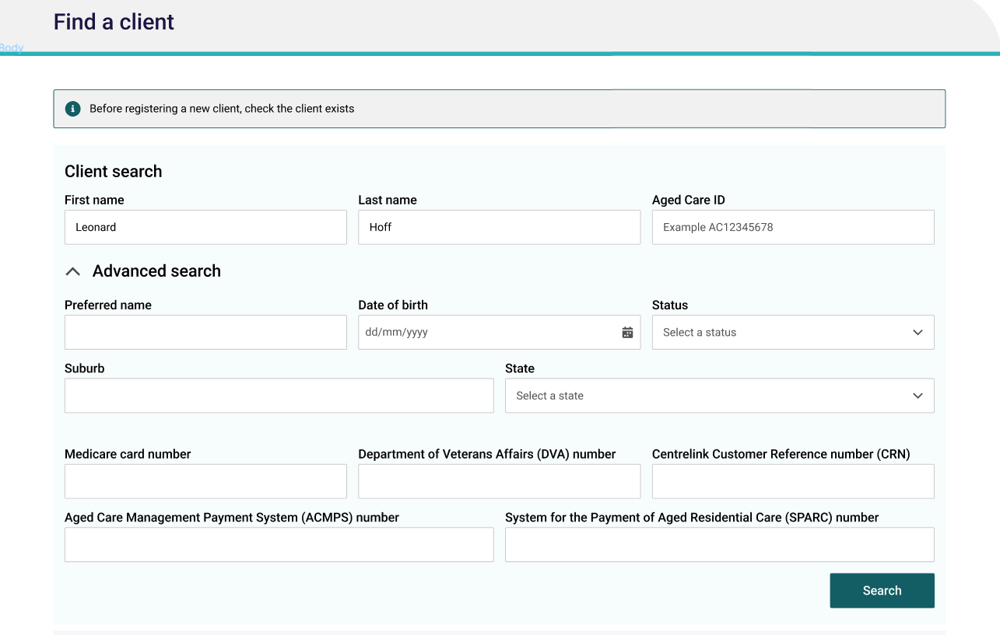 Find a client
Body
Before registering a new client, check the client exists
Client search
First name
Last name
Aged Care ID
Leonard
Hoff
Example AC12345678
Advanced search
Preferred name
Date of birth
Status
dd/mm/yyyy
Select a status
Suburb
State
Select a state
Medicare card number
Department of Veterans Affairs (DVA) number
Centrelink Customer Reference number (CRN)
Aged Care Management Payment System (ACMPS) number
System for the Payment of Aged Residential Care (SPARC) number
Search